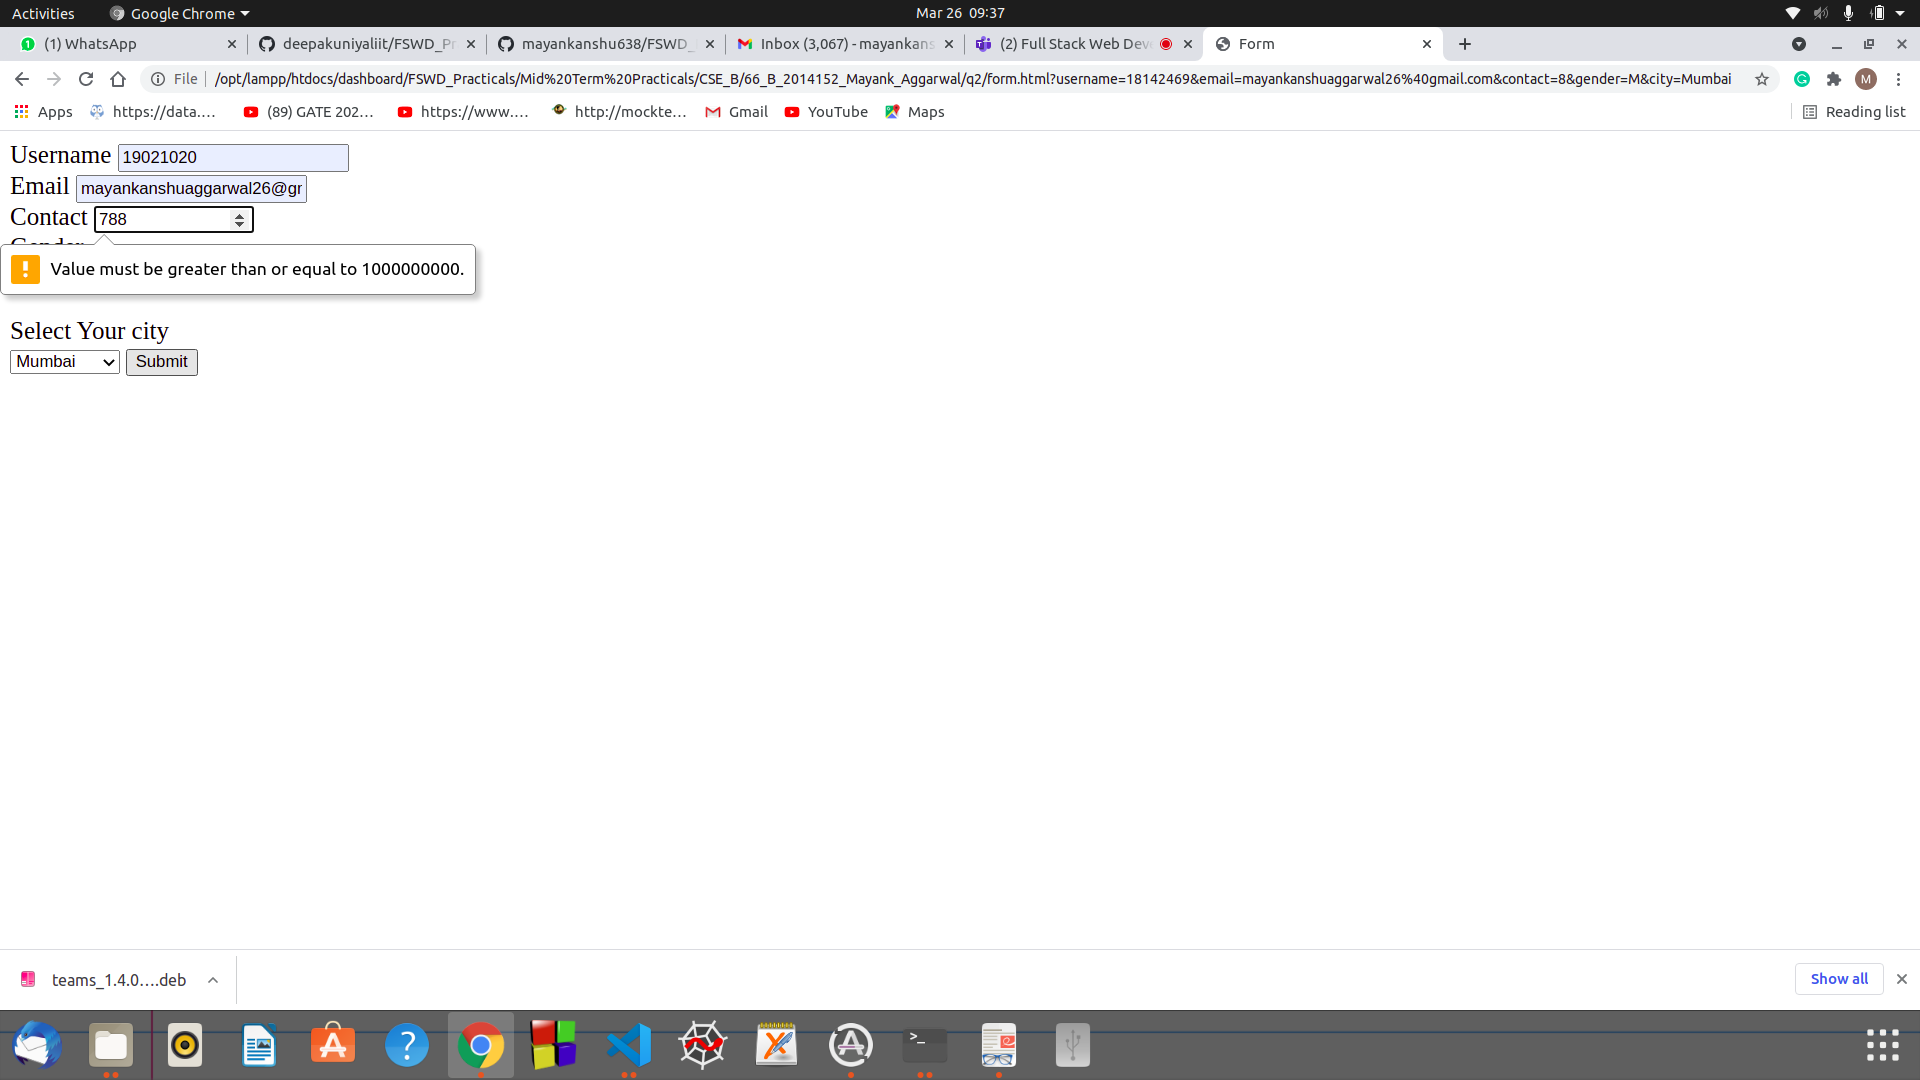 Activities
Google Chrome
Mar 26 09:37
(1) WhatsApp
deepakuniyaliit/FSWD_Pr
mayankanshu638/FSWD_
Inbox (3,067) - mayankans
(2) Full Stack Web Dev
Form
File
/opt/lampp/htdocs/dashboard/FSWD_Practicals/Mid%20Term%20Practicals/CSE_B/66_B_2014152_Mayank_Aggarwal/q2/form.html?username=18142469&email=mayankanshuaggarwal26%40gmail.com&contact=8&gender=M&city=Mumbai
M
Apps
https://data....
(89) GATE 202...
https://www....
http://mockte...
Gmail
YouTube
Maps
Reading list
Username 19021020
Email mayankanshuaggarwal26@gr
Contact 788
Gender
Value must be greater than or equal to 1000000000.
Select Your city
Mumbai
Submit
teams_1.4.0....deb
Show all